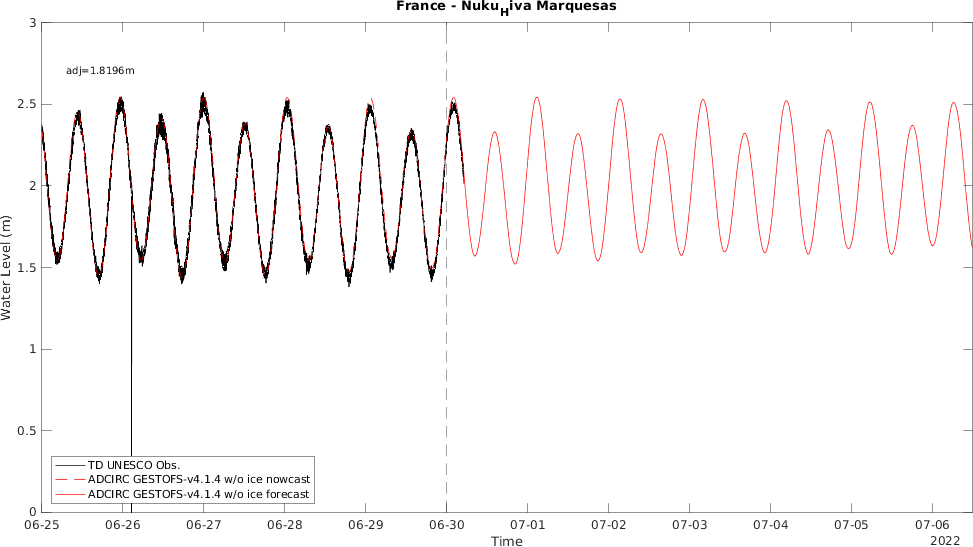 France - Nuku_Hiva Marquesas
3
adj=1.8196m
2.5
2
1.5
1
0.5
0
Water Level (m)
TD UNESCO Obs.
ADCIRC GESTOFS-v4.1.4 w/o ice nowcast
ADCIRC GESTOFS-v4.1.4 w/o ice forecast
06-25 06-26 06-27 06-28 06-29 06-30 07-01 07-02 07-03 07-04 07-05 07-06
Time
2022